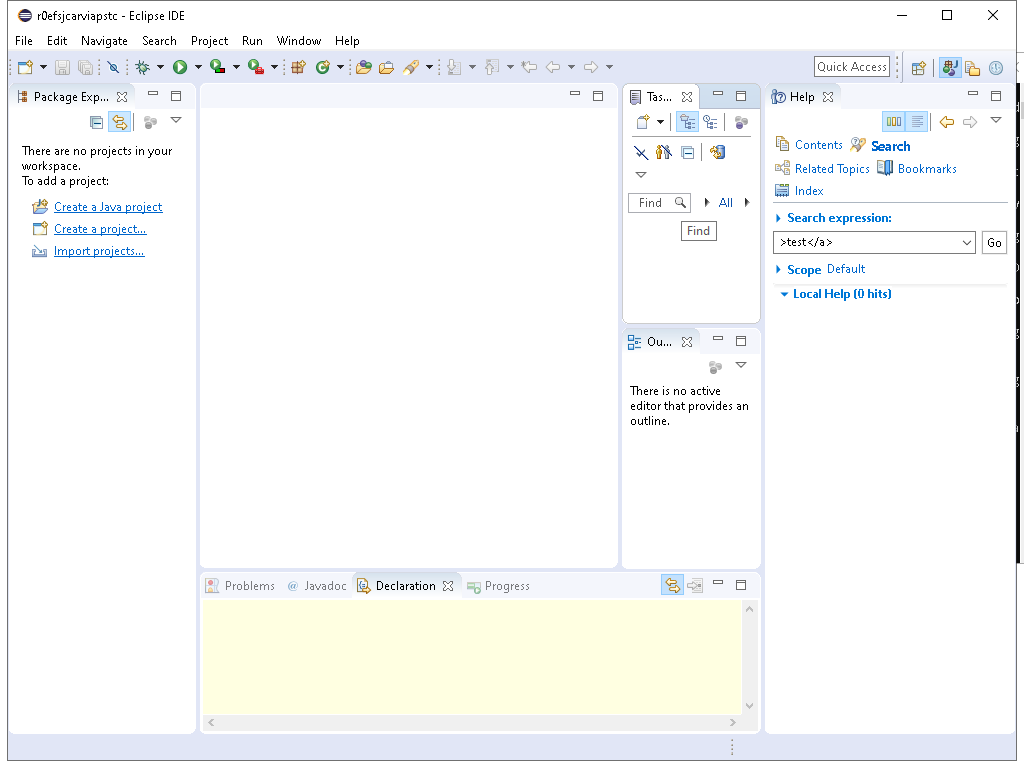 r0efsjcarviapstc - Eclipse IDE
File Edit Navigate Search Project Run Window Help
Quick Access
Package Exp...
There are no projects in your
workspace.
To add a project:
Create a Java project
Create a project...
Import projects...
Tas...
Find
All
Find
Ou...
There is no active
editor that provides an
outline.
Help
Contents Search
Related Topics Bookmarks
Index
Search expression:
>test</a>
Go
Scope Default
Local Help (0 hits)
Problems @ Javadoc Declaration Progress